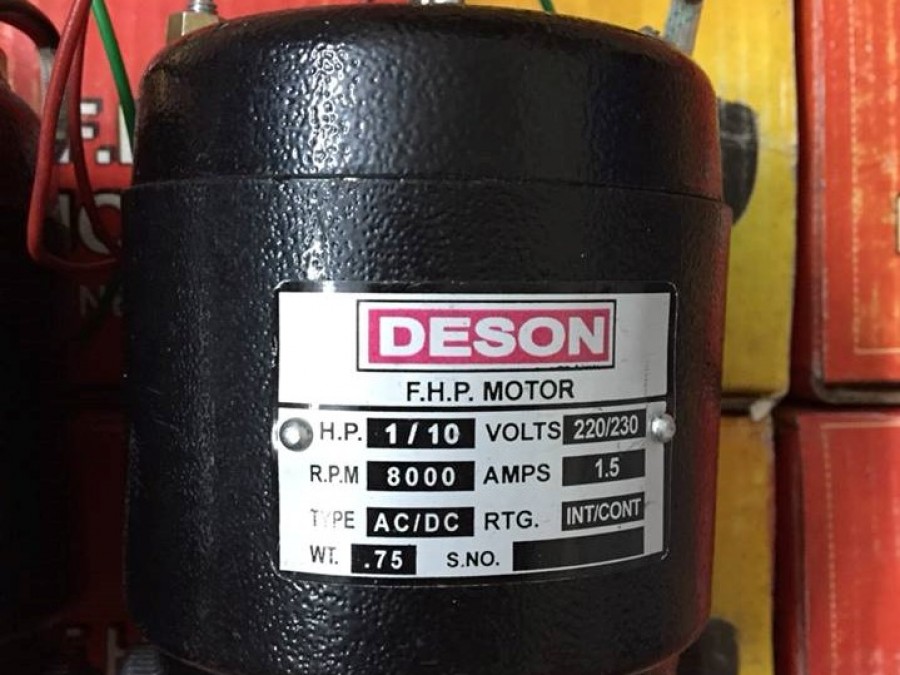 DESON
F.H.P. MOTOR
H.P. 1/10 VOLTS 220/230
R.P.M 8000 AMPS 1.5
TYPE AC/DC RTG. INT/CONT
WT. .75 S.NO.